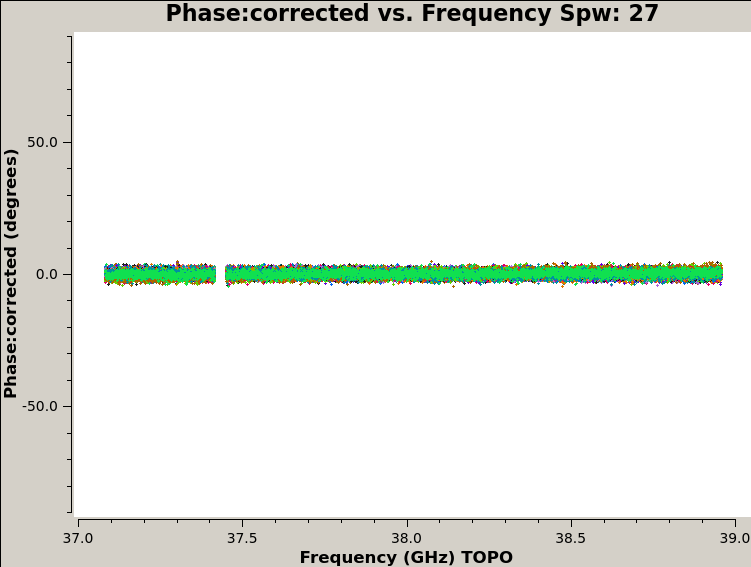 Phase:corrected vs. Frequency Spw: 27
Phase:corrected (degrees)
50.0
0.0
-50.0
37.0 37.5 38.0 38.5 39.0
Frequency (GHz) TOPO